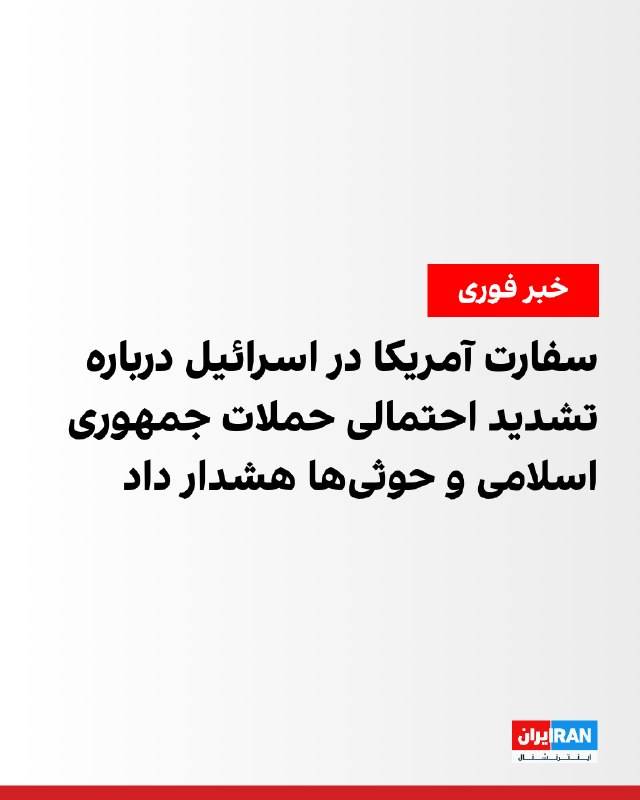 خبر فوری
سفارت آمریکا در اسرائیل درباره
تشدید احتمالی حملات جمهوری
اسلامی و حوثی‌ها هشدار داد
ایران IRAN
اینترنشنال